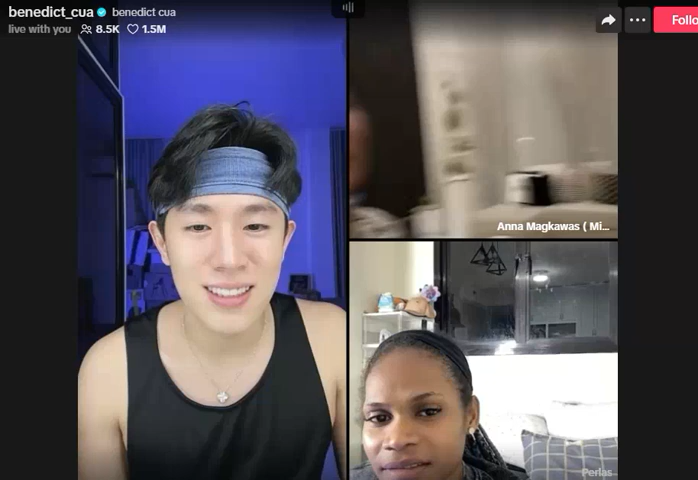 benedict_cua benedict cua
live with you 8.5K 1.5M
Follo
Anna Magkawas ( Mi...
Perlas